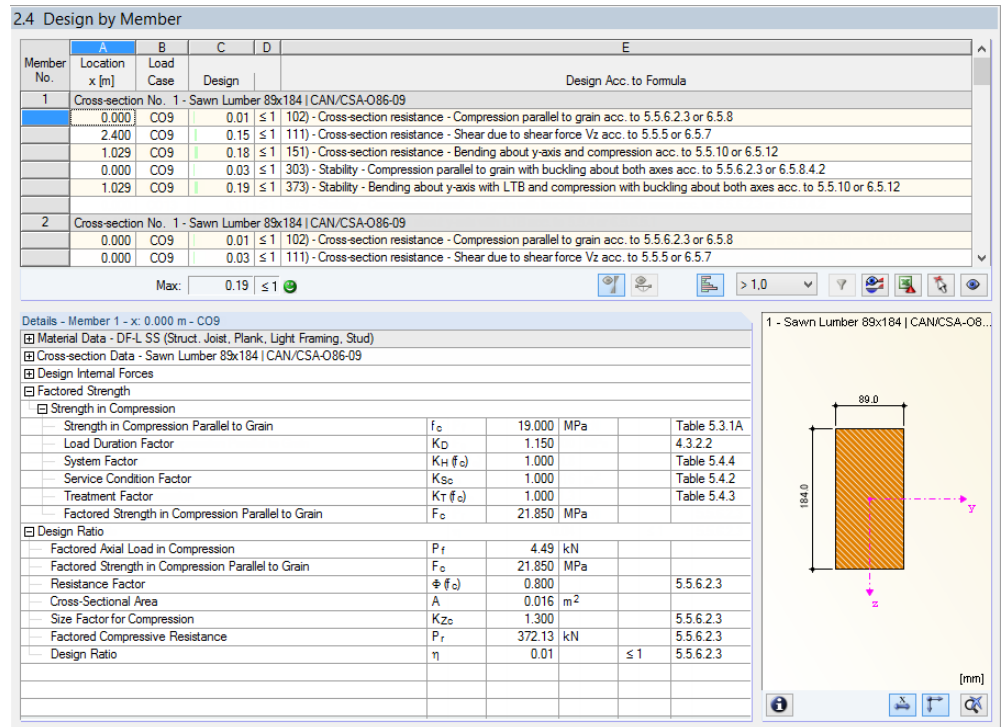 2.4 Design by Member
A B C D E
Member Location Load
No. x [m] Case Design Design Acc. to Formula
1 Cross-section No. 1 - Sawn Lumber 89x184 | CAN/CSA-O86-09
0.000 CO9 0.01 ≤ 1 102) - Cross-section resistance - Compression parallel to grain acc. to 5.5.6.2.3 or 6.5.8
2.400 CO9 0.15 ≤ 1 111) - Cross-section resistance - Shear due to shear force Vz acc. to 5.5.5 or 6.5.7
1.029 CO9 0.18 ≤ 1 151) - Cross-section resistance - Bending about y-axis and compression acc. to 5.5.10 or 6.5.12
0.000 CO9 0.03 ≤ 1 303) - Stability - Compression parallel to grain with buckling about both axes acc. to 5.5.6.2.3 or 6.5.8.4.2
1.029 CO9 0.19 ≤ 1 373) - Stability - Bending about y-axis with LTB and compression with buckling about both axes acc. to 5.5.10 or 6.5.12
2 Cross-section No. 1 - Sawn Lumber 89x184 | CAN/CSA-O86-09
0.000 CO9 0.01 ≤ 1 102) - Cross-section resistance - Compression parallel to grain acc. to 5.5.6.2.3 or 6.5.8
0.000 CO9 0.03 ≤ 1 111) - Cross-section resistance - Shear due to shear force Vz acc. to 5.5.5 or 6.5.7
Max: 0.19 ≤ 1 > 1,0
Details - Member 1 - x: 0.000 m - CO9
Material Data - DF-L SS (Struct. Joist, Plank, Light Framing, Stud)
Cross-section Data - Sawn Lumber 89x184 | CAN/CSA-O86-09
Design Internal Forces
Factored Strength
Strength in Compression
Strength in Compression Parallel to Grain fc 19.000 MPa Table 5.3.1A
Load Duration Factor KD 1.150 4.3.2.2
System Factor KH (fc) 1.000 Table 5.4.4
Service Condition Factor KSc 1.000 Table 5.4.2
Treatment Factor KT (fc) 1.000 Table 5.4.3
Factored Strength in Compression Parallel to Grain Fc 21.850 MPa
Design Ratio
Factored Axial Load in Compression Pf 4.49 kN
Factored Strength in Compression Parallel to Grain Fc 21.850 MPa
Resistance Factor Φ (fc) 0.800 5.5.6.2.3
Cross-Sectional Area A 0.016 m2
Size Factor for Compression KZc 1.300 5.5.6.2.3
Factored Compressive Resistance Pr 372.13 kN 5.5.6.2.3
Design Ratio η 0.01 ≤ 1 5.5.6.2.3
1 - Sawn Lumber 89x184 | CAN/CSA-O8...
89.0
184.0
y
z
[mm]